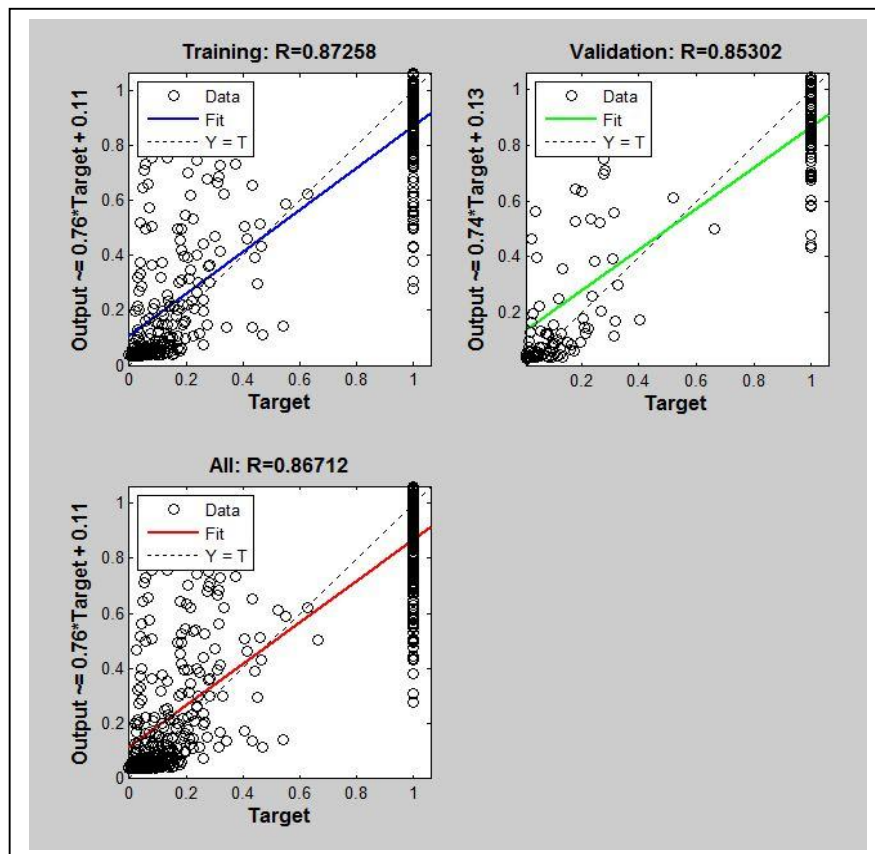 Training: R=0.87258
Output ~= 0.76*Target + 0.11
1
0.8
0.6
0.4
0.2
0
Data
Fit
Y = T
0
0.2
0.4
0.6
0.8
1
Target
Validation: R=0.85302
Output ~= 0.74*Target + 0.13
1
0.8
0.6
0.4
0.2
Data
Fit
Y = T
0.2
0.4
0.6
0.8
1
Target
All: R=0.86712
Output ~= 0.76*Target + 0.11
1
0.8
0.6
0.4
0.2
0
Data
Fit
Y = T
0
0.2
0.4
0.6
0.8
1
Target